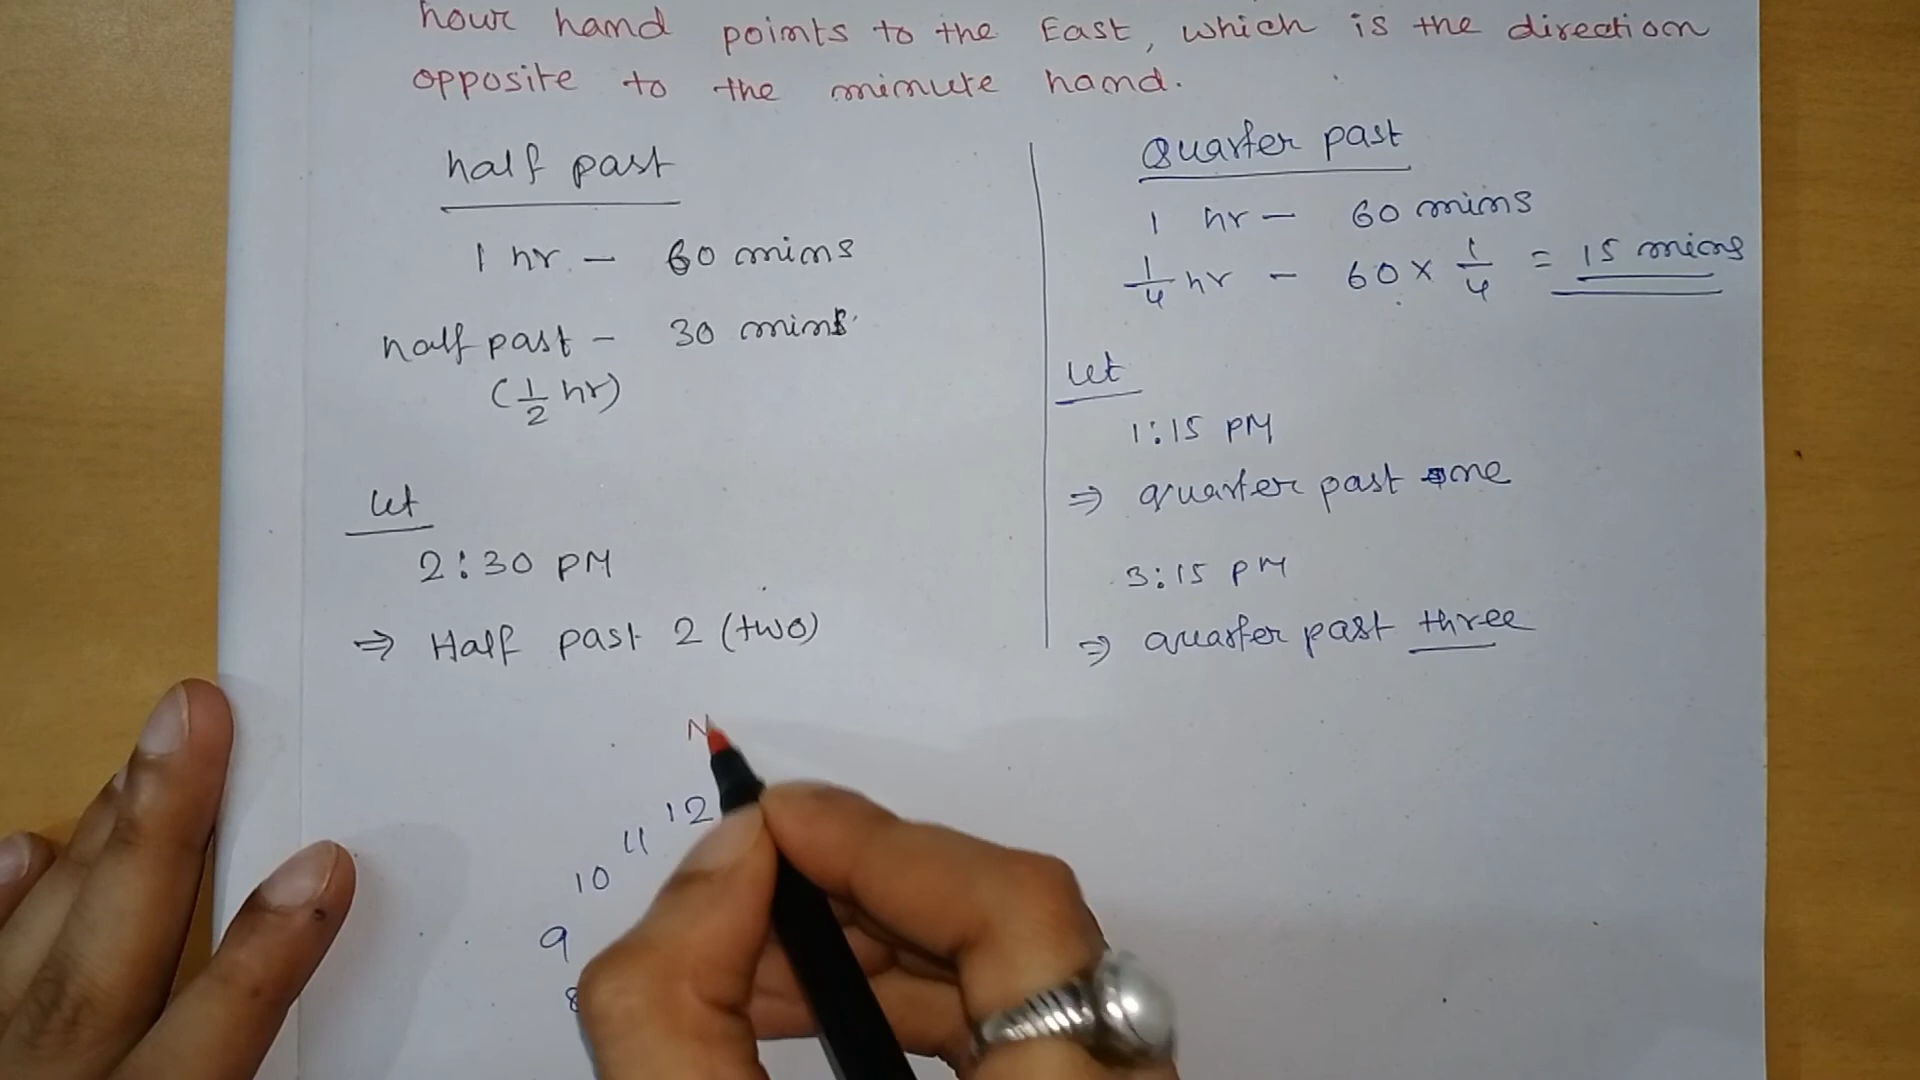 hour hand points to the East, which is the direction
opposite to the minute hand.
half past
1 hr - 60 mins
half past - 30 mins
(1/2 hr)
let
2:30 PM
⇒ Half past 2 (two)
Quarter past
1 hr - 60 mins
1/4 hr - 60 × 1/4 = 15 mins
let
1:15 PM
⇒ quarter past one
3:15 PM
⇒ quarter past three
N
12
11
10
9
8